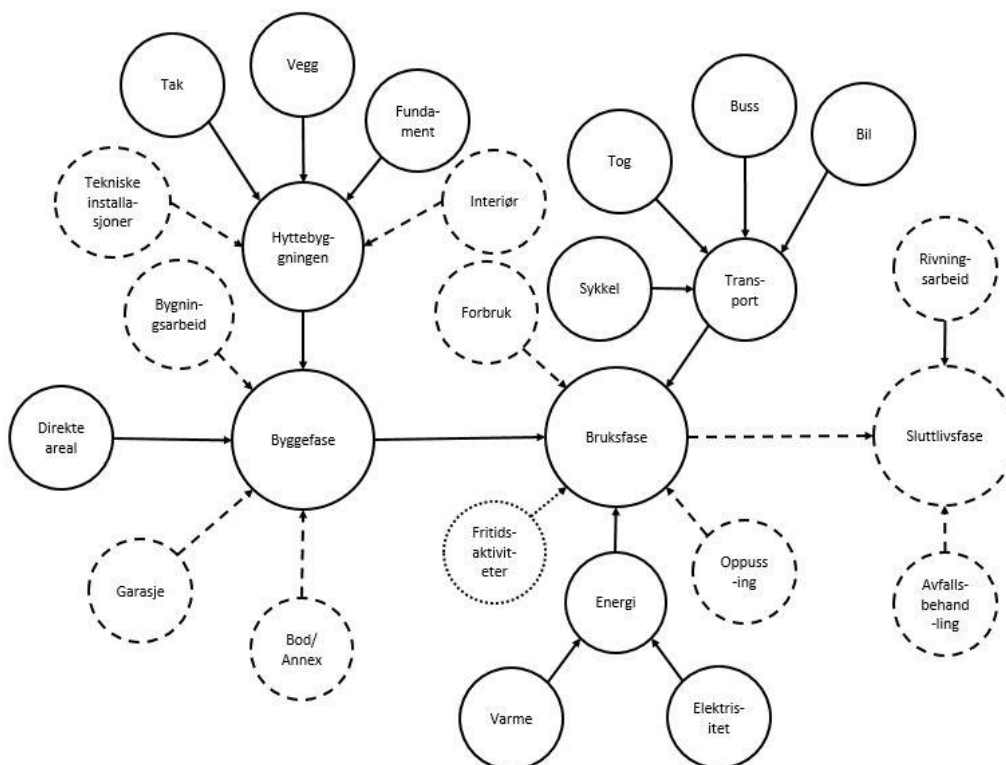 Tak
Vegg
Funda-
ment
Tekniske
installa-
sjoner
Hyttebyg-
gningen
Interiør
Bygnin-
gsarbeid
Direkte
areal
Byggefase
Garasje
Bod/
Annex
Tog
Buss
Bil
Sykkel
Trans-
port
Forbruk
Bruksfase
Fritids-
aktivit-
eter
Energi
Oppuss
-ing
Varme
Elektris-
itet
Rivning-
sarbeid
Sluttlivsfase
Avfalls-
behand
-ling